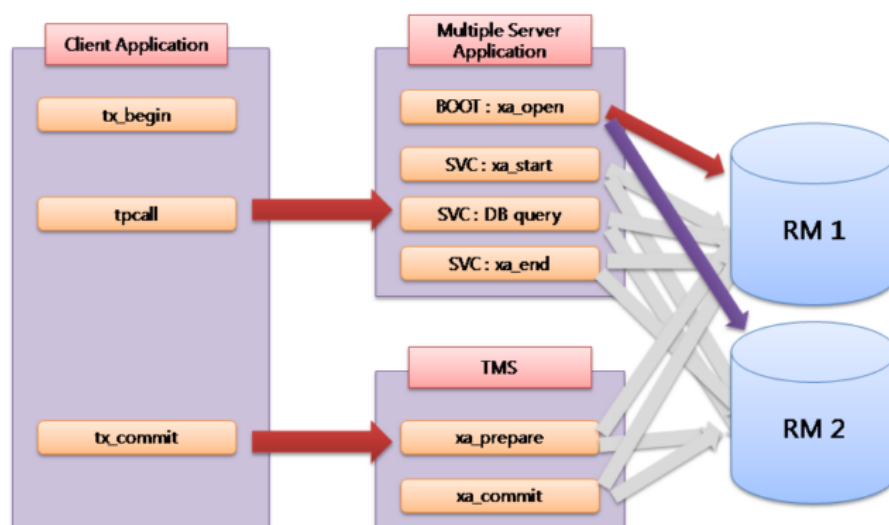 Client Application
tx_begin
tpcall
tx_commit
Multiple Server
Application
BOOT : xa_open
SVC : xa_start
SVC : DB query
SVC : xa_end
TMS
xa_prepare
xa_commit
RM 1
RM 2